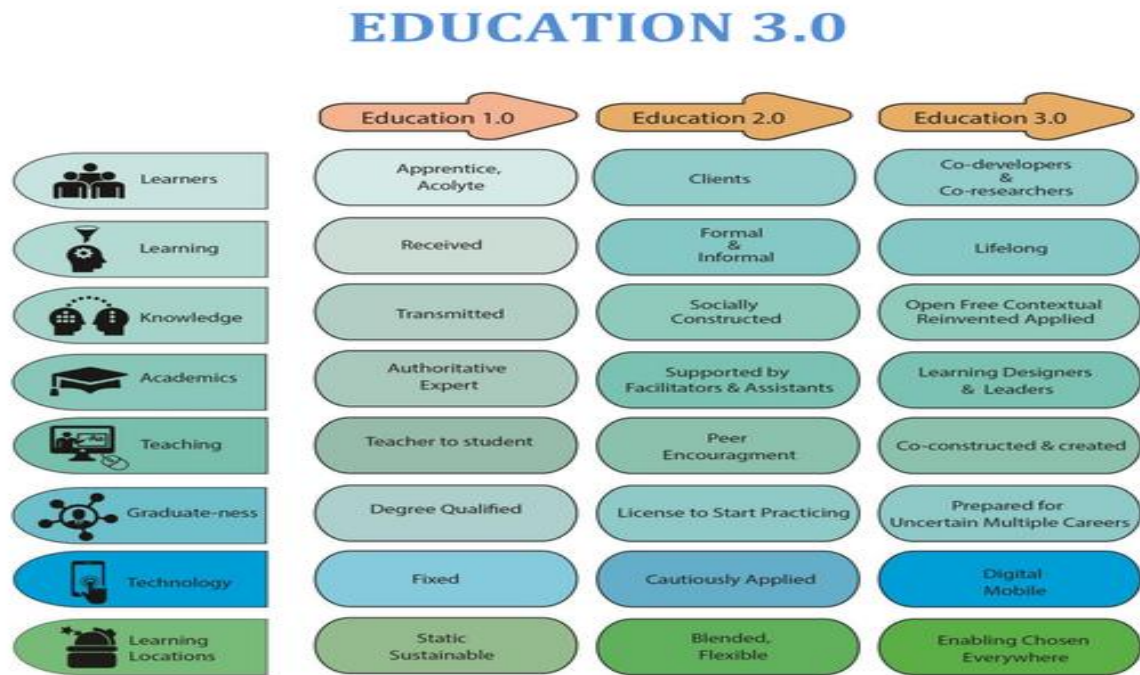 EDUCATION 3.0
Education 1.0
Education 2.0
Education 3.0
Learners
Apprentice,
Acolyte
Clients
Co-developers
&
Co-researchers
Learning
Received
Formal
&
Informal
Lifelong
Knowledge
Transmitted
Socially
Constructed
Open Free Contextual
Reinvented Applied
Academics
Authoritative
Expert
Supported by
Facilitators & Assistants
Learning Designers
& Leaders
Teaching
Teacher to student
Peer
Encouragment
Co-constructed & created
Graduate-ness
Degree Qualified
License to Start Practicing
Prepared for
Uncertain Multiple Careers
Technology
Fixed
Cautiously Applied
Digital
Mobile
Learning
Locations
Static
Sustainable
Blended,
Flexible
Enabling Chosen
Everywhere